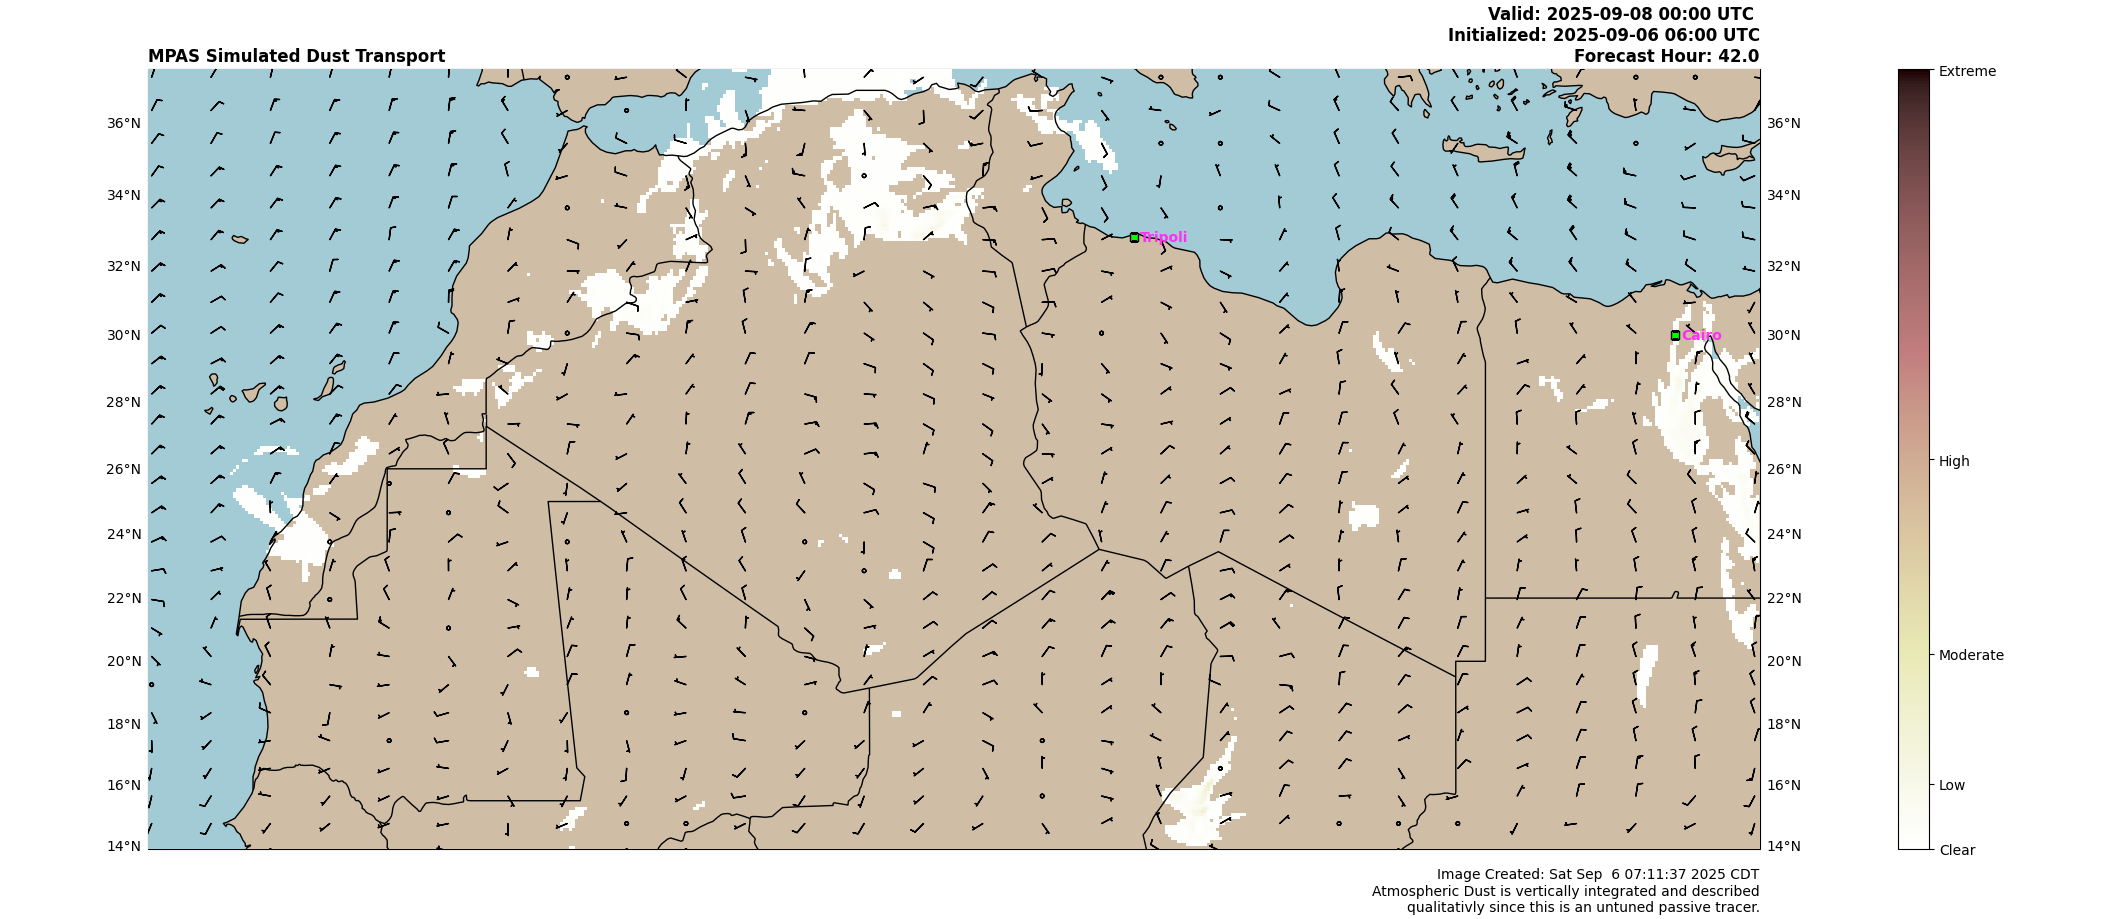 Valid: 2025-09-08 00:00 UTC
Initialized: 2025-09-06 06:00 UTC
MPAS Simulated Dust Transport
Forecast Hour: 42.0
Extreme
36°N
36°N
34°N
34°N
Tripoli
32°N
32°N
30°N
Cairo
30°N
28°N
28°N
26°N
26°N
High
24°N
24°N
22°N
22°N
20°N
20°N
Moderate
18°N
18°N
16°N
16°N
Low
14°N
14°N
Clear
Image Created: Sat Sep  6 07:11:37 2025 CDT
Atmospheric Dust is vertically integrated and described
qualitativly since this is an untuned passive tracer.